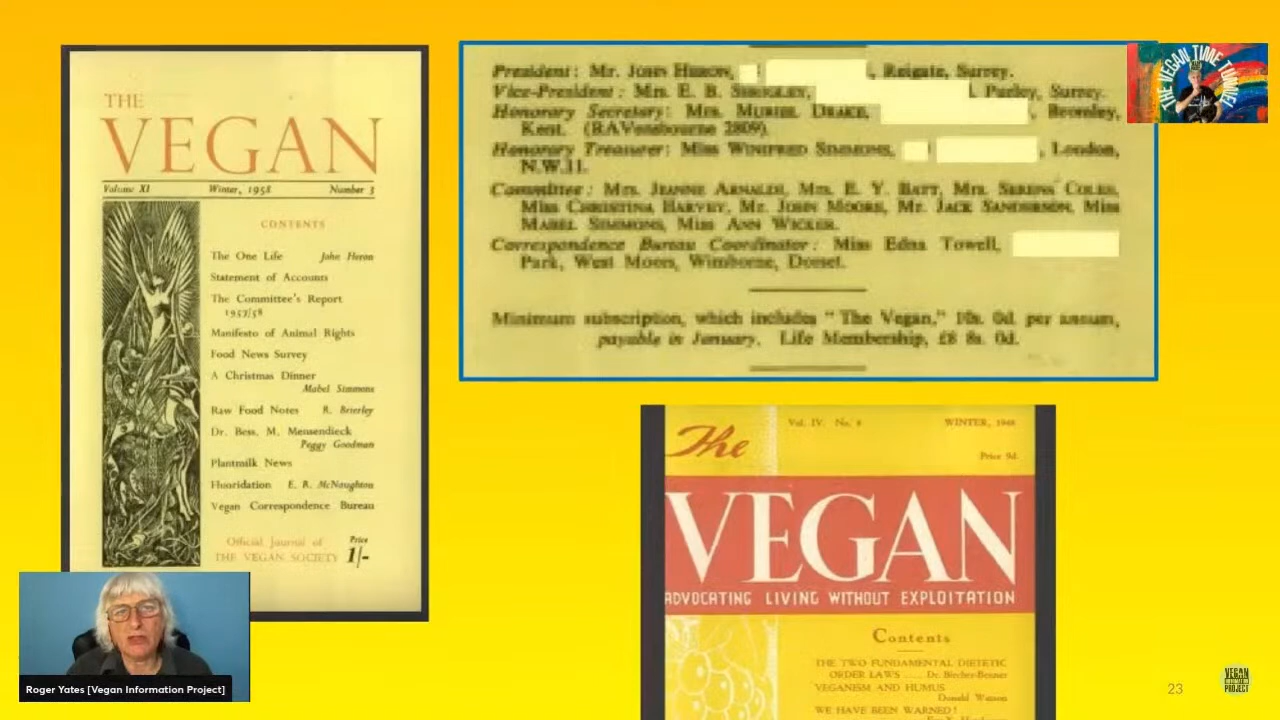 THE
VEGAN
Volume XI Winter, 1958 Number 3
CONTENTS
The One Life John Heron
Statement of Accounts
The Committee's Report
1957/58
Manifesto of Animal Rights
Food News Survey
A Christmas Dinner
Mabel Simmons
Raw Food Notes R. Brierley
Dr. Bess. M. Mensendieck
Peggy Goodman
Plantmilk News
Fluoridation E. R. McNaughton
Vegan Correspondence Bureau
Official Journal of
THE VEGAN SOCIETY
Price
1/-
President: Mr. JOHN HERON, , Reigate, Surrey.
Vice-President: Mrs. E. B. SHRIGLEY, Purley, Surrey.
Honorary Secretary: Mrs. MURIEL DRAKE, , Bromley,
Kent. (RAVensbourne 2809).
Honorary Treasurer: Miss WINIFRED SIMMONS, , London,
N.W.11.
Committee: Mrs. JEANNE ARNALDI, Mrs. E. Y. BATT, Mrs. SERENA COLES,
Miss CHRISTINA HARVEY, Mr. JOHN MOORE, Mr. JACK SANDERSON, Miss
MABEL SIMMONS, Miss ANN WICKER.
Correspondence Bureau Coordinator: Miss Edna Towell,
Park, West Moors, Wimborne, Dorset.
Minimum subscription, which includes "The Vegan," 10s. 0d. per annum,
payable in January. Life Membership, £8 8s. 0d.
THE VEGAN TIME TUNNEL
The
Vol. IV. No. WINTER, 1948
Price 9d.
VEGAN
ADVOCATING LIVING WITHOUT EXPLOITATION
Contents
THE TWO FUNDAMENTAL DIETETIC
ORDER LAWS ...... Dr. Bircher-Benner
VEGANISM AND HUMUS
Donald Watson
WE HAVE BEEN WARNED!
Roger Yates [Vegan Information Project]
23
VEGAN
PROJECT